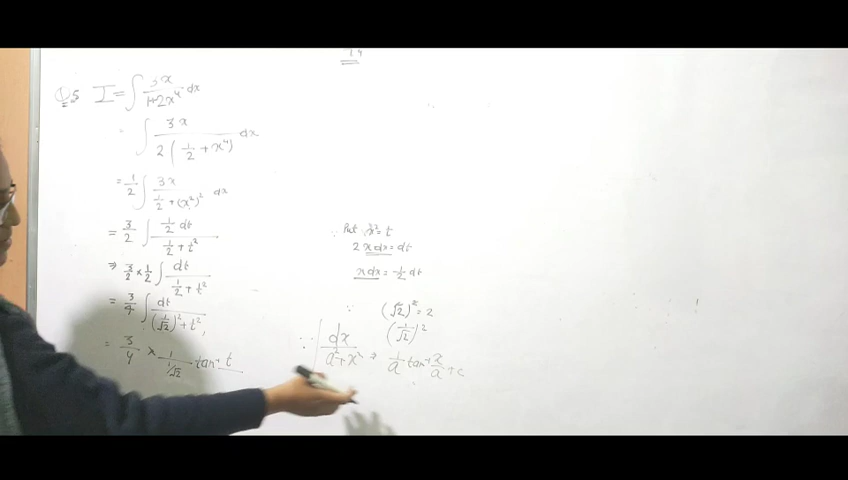 Q5 I = ∫ 3x/(1+2x⁴) dx
= ∫ 3x/(2(1/2 + x⁴)) dx
= 1/2 ∫ 3x/(1/2 + (x²)²) dx
= 3/2 ∫ (1/2 dt)/(1/2 + t²)
⇒ 3/2 × 1/2 ∫ dt/(1/2 + t²)
= 3/4 ∫ dt/((1/√2)² + t²)
= 3/4 × 1/(1/√2) tan⁻¹ t
∵ Put x² = t
2 x dx = dt
x dx = 1/2 dt
∵ (√2)² = 2
(1/√2)²
∵ ∫ dx/(a² + x²) ⇒ 1/a tan⁻¹ x/a + c